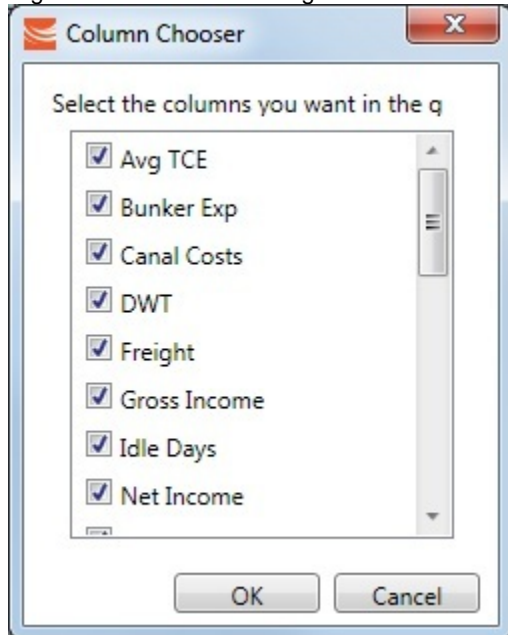 Column Chooser
Select the columns you want in the q
Avg TCE
Bunker Exp
Canal Costs
DWT
Freight
Gross Income
Idle Days
Net Income
OK
Cancel